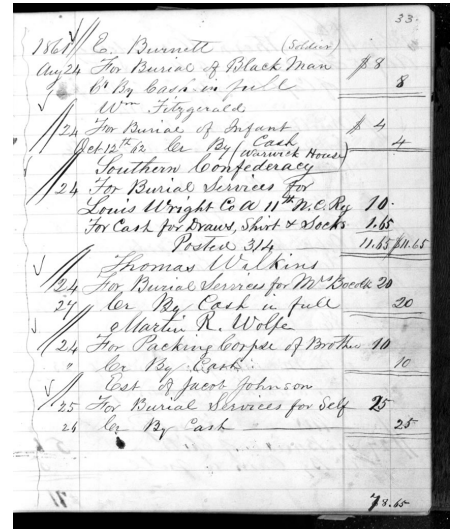 33.
1861 E. Burnett (Soldier)
Aug 24 For Burial of Black Man $8
Cr By Cash in full 8
Wm Fitzgerald
24 For Burial of Infant $ 4
Oct 12th 62 Cr By (Cash Warwick House) 4
Southern Confederacy
24 For Burial Services for
Louis Wright Co A 11th N.C. Reg 10.
For Cash for Draws, Shirt & Socks 1.65
Posted 314 11.65 $11.65
Thomas Wilkins
24 For Burial Services for Mrs 20
27 Cr By Cash in full 20
Martin R. Wolfe
24 For Packing Corpse of Brother 10
" Cr By Cash. 10
Est of Jacob Johnson
25 For Burial Services for Self 25
26 Cr By Cash 25
78.65